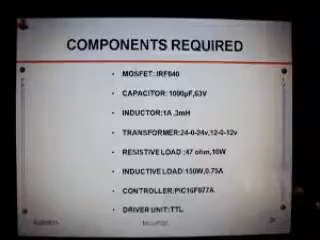 COMPONENTS REQUIRED
• MOSFET:IRF840
• CAPACITOR:1000µF,63V
• INDUCTOR:1A ,3mH
• TRANSFORMER:24-0-24v,12-0-12v
• RESISTIVE LOAD :47 ohm,10W
• INDUCTIVE LOAD:150W,0.75A
• CONTROLLER:PIC16F877A
• DRIVER UNIT:TTL